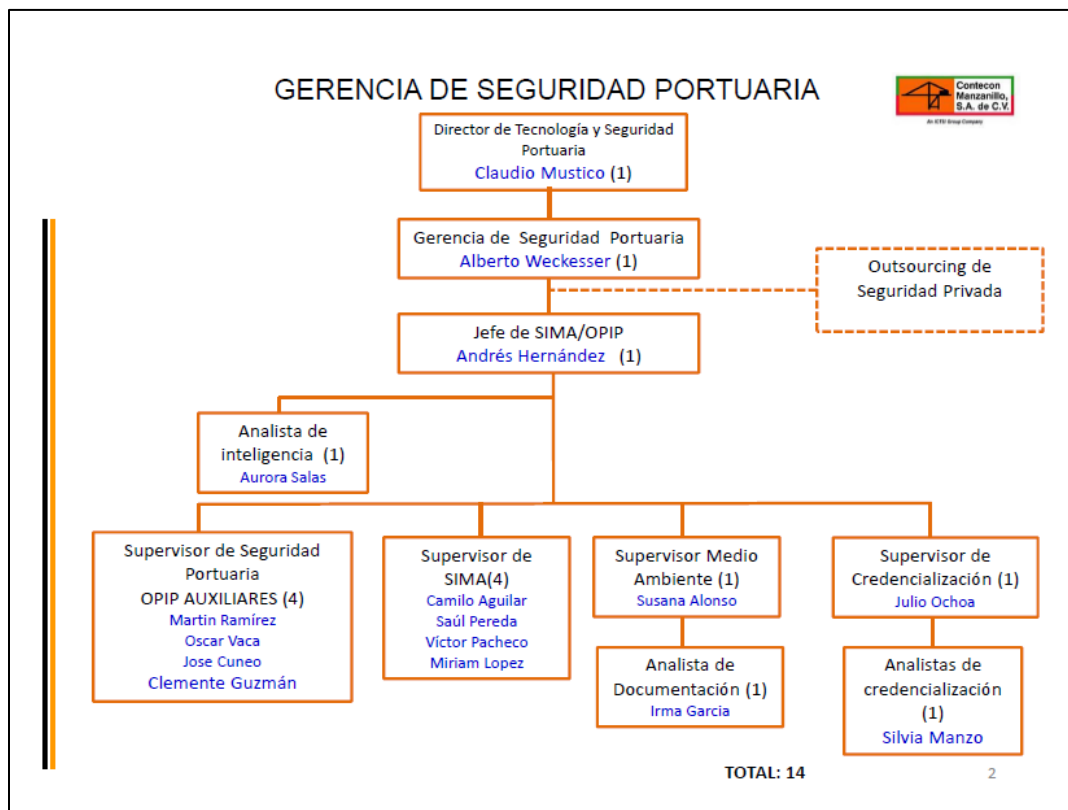 GERENCIA DE SEGURIDAD PORTUARIA
Contecon
Manzanillo,
S.A. de C.V.
An ICTSI Group Company
Director de Tecnología y Seguridad
Portuaria
Claudio Mustico (1)
Gerencia de Seguridad Portuaria
Alberto Weckesser (1)
Outsourcing de
Seguridad Privada
Jefe de SIMA/OPIP
Andrés Hernández (1)
Analista de
inteligencia (1)
Aurora Salas
Supervisor de Seguridad
Portuaria
OPIP AUXILIARES (4)
Martin Ramírez
Oscar Vaca
Jose Cuneo
Clemente Guzmán
Supervisor de
SIMA(4)
Camilo Aguilar
Saúl Pereda
Víctor Pacheco
Miriam Lopez
Supervisor Medio
Ambiente (1)
Susana Alonso
Supervisor de
Credencialización (1)
Julio Ochoa
Analista de
Documentación (1)
Irma Garcia
Analistas de
credencialización
(1)
Silvia Manzo
TOTAL: 14
2